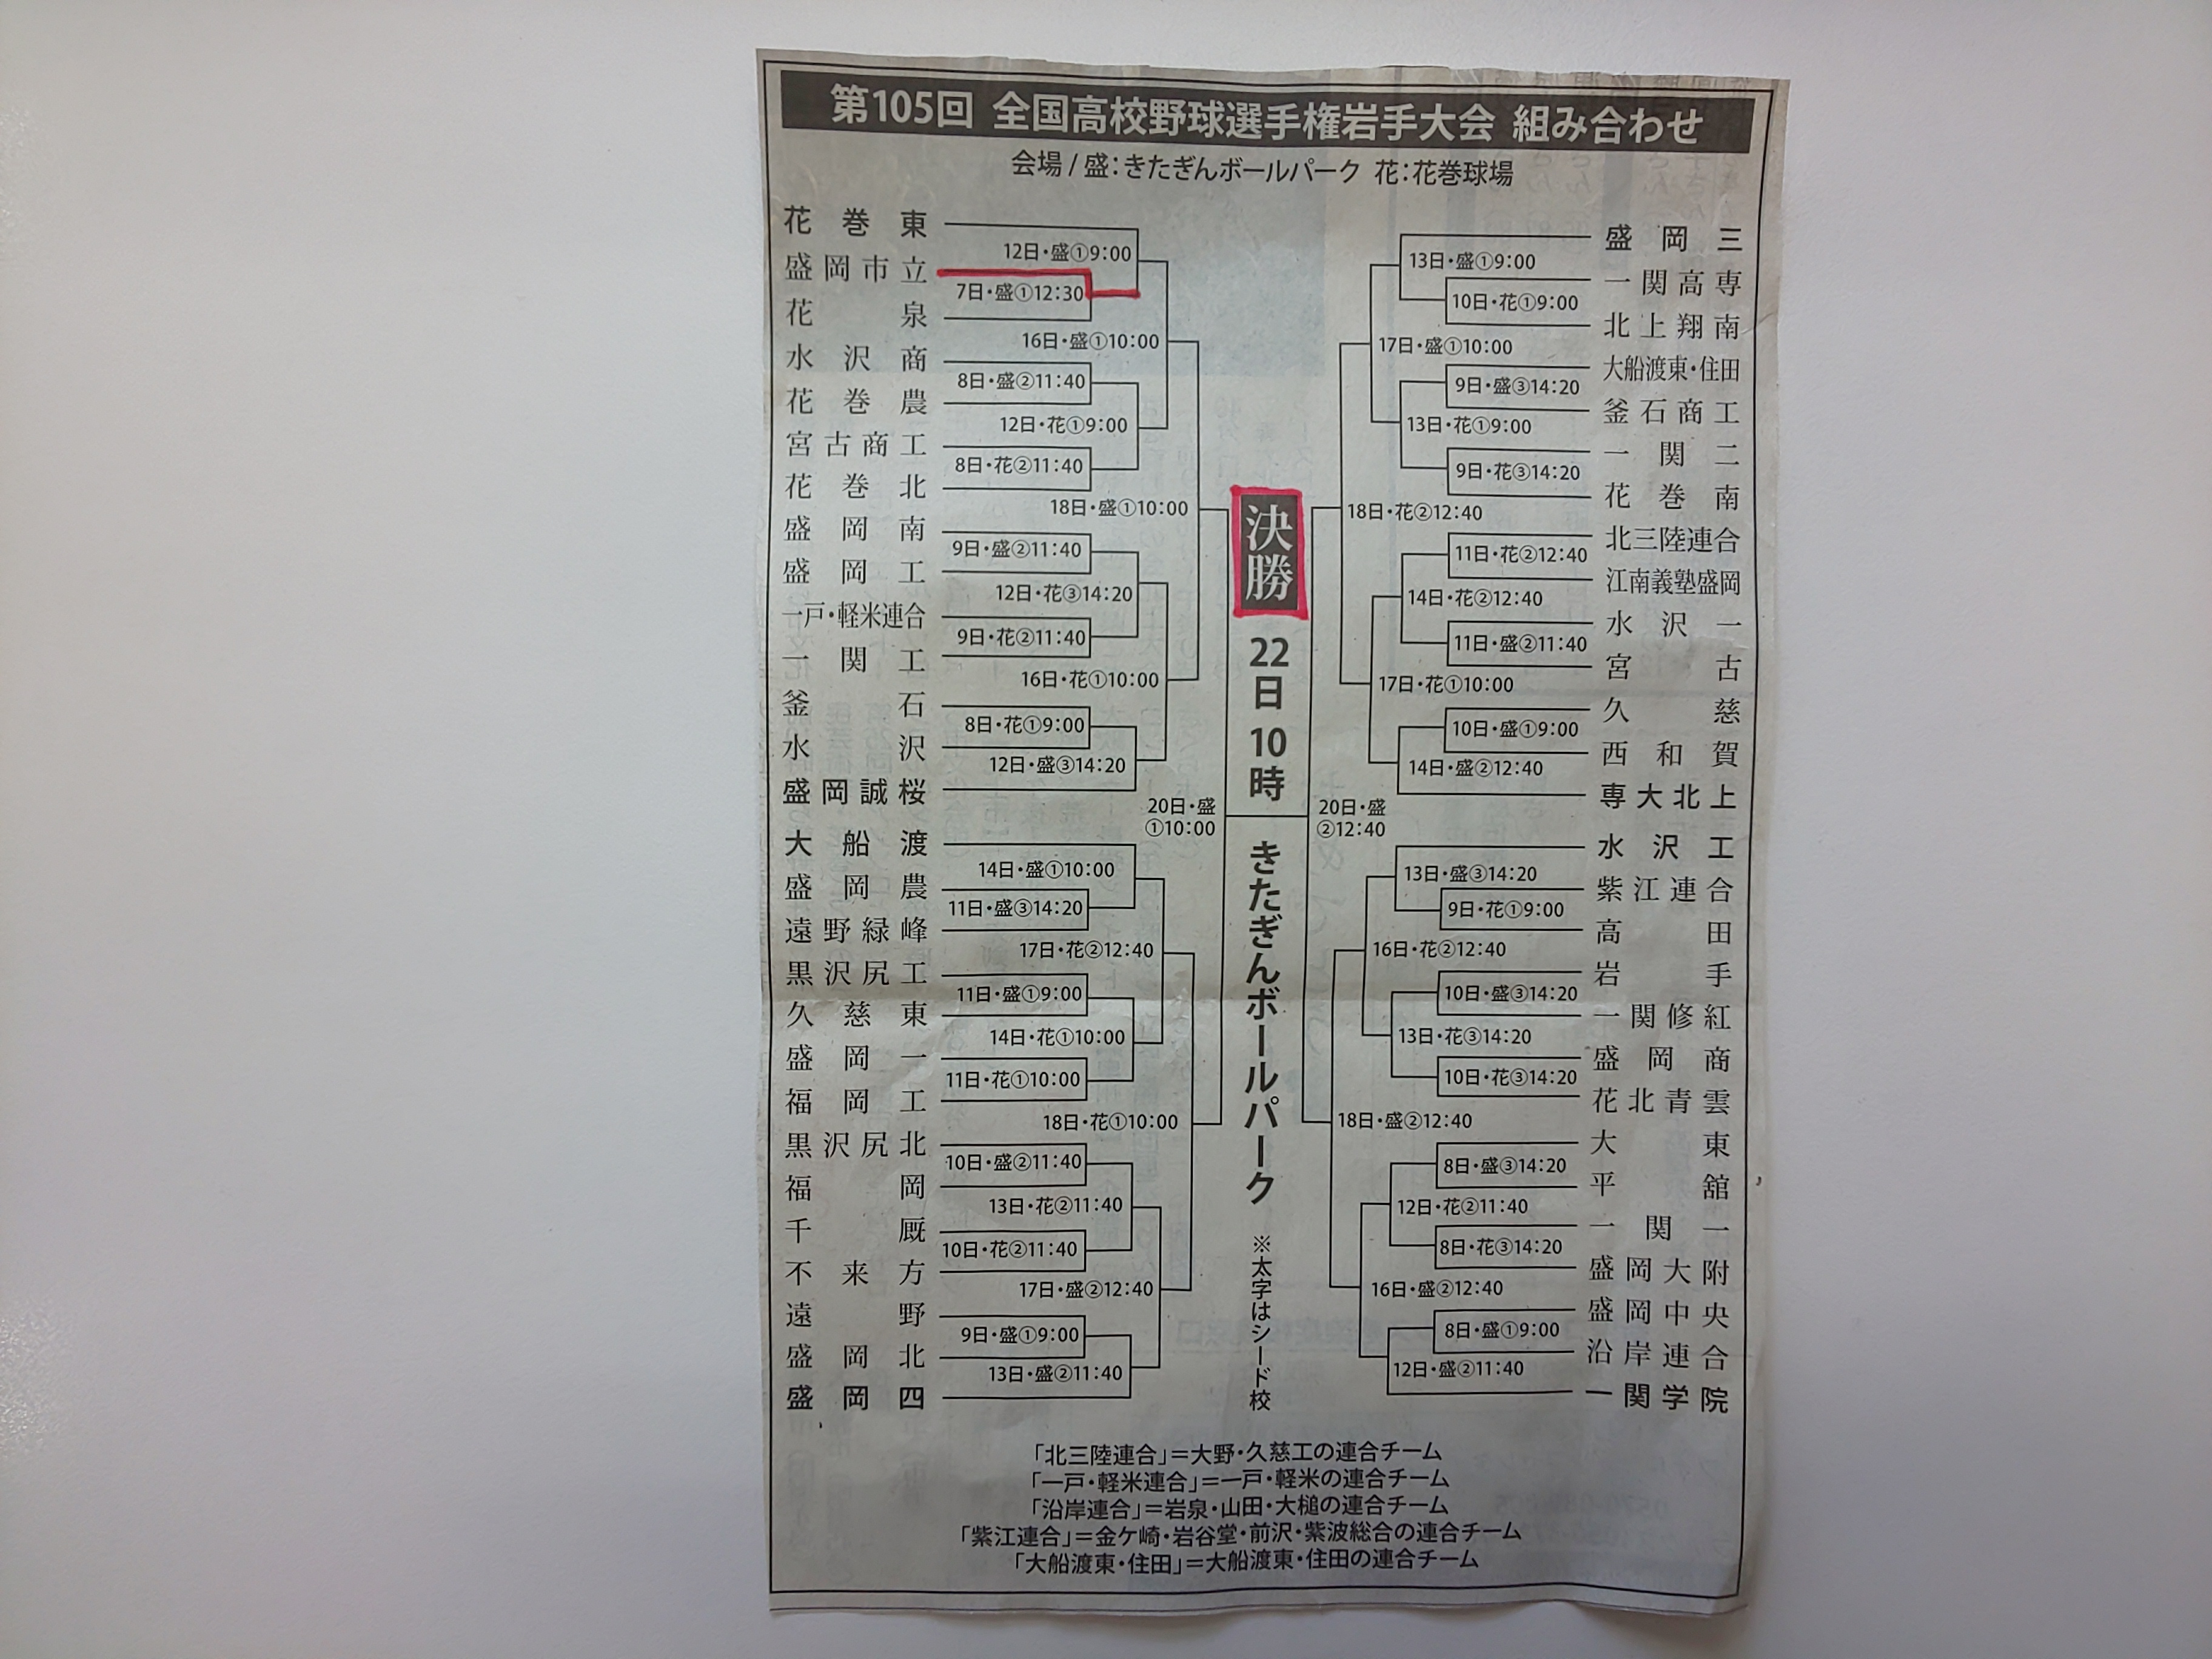 第105回 全国高校野球選手権岩手大会 組み合わせ
会場/盛：きたぎんボールパーク 花：花巻球場
花巻東
12日・盛①9:00
盛岡市立
7日・盛①12:30
花泉
16日・盛①10:00
水沢商
8日・盛②11:40
花巻農
12日・花①9:00
宮古商工
8日・花②11:40
花巻北
18日・盛①10:00
盛岡南
9日・盛②11:40
盛岡工
12日・花③14:20
一戸・軽米連合
9日・花②11:40
一関工
16日・花①10:00
釜石
8日・花①9:00
水沢
12日・盛③14:20
盛岡誠桜
20日・盛
①10:00
大船渡
14日・盛①10:00
盛岡農
11日・盛③14:20
遠野緑峰
17日・花②12:40
黒沢尻工
11日・盛①9:00
久慈東
14日・花①10:00
盛岡一
11日・花①10:00
福岡工
18日・花①10:00
黒沢尻北
10日・盛②11:40
福岡
13日・花②11:40
千厩
10日・花②11:40
不来方
17日・盛②12:40
遠野
9日・盛①9:00
盛岡北
13日・盛②11:40
盛岡四
決勝
22日10時
きたぎんボールパーク
※太字はシード校
盛岡三
13日・盛①9:00
一関高専
10日・花①9:00
北上翔南
17日・盛①10:00
大船渡東・住田
9日・盛③14:20
釜石商工
13日・花①9:00
一関二
9日・花③14:20
花巻南
18日・花②12:40
北三陸連合
11日・花②12:40
江南義塾盛岡
14日・花②12:40
水沢一
11日・盛②11:40
宮古
17日・花①10:00
久慈
10日・盛①9:00
西和賀
14日・盛②12:40
専大北上
20日・盛
②12:40
水沢工
13日・盛③14:20
紫江連合
9日・花①9:00
高田
16日・花②12:40
岩手
10日・盛③14:20
一関修紅
13日・花③14:20
盛岡商
10日・花③14:20
花北青雲
18日・盛②12:40
大東
8日・盛③14:20
平舘
12日・花②11:40
一関一
8日・花③14:20
盛岡大附
16日・盛②12:40
盛岡中央
8日・盛①9:00
沿岸連合
12日・盛②11:40
一関学院
「北三陸連合」＝大野・久慈工の連合チーム
「一戸・軽米連合」＝一戸・軽米の連合チーム
「沿岸連合」＝岩泉・山田・大槌の連合チーム
「紫江連合」＝金ケ崎・岩谷堂・前沢・紫波総合の連合チーム
「大船渡東・住田」＝大船渡東・住田の連合チーム